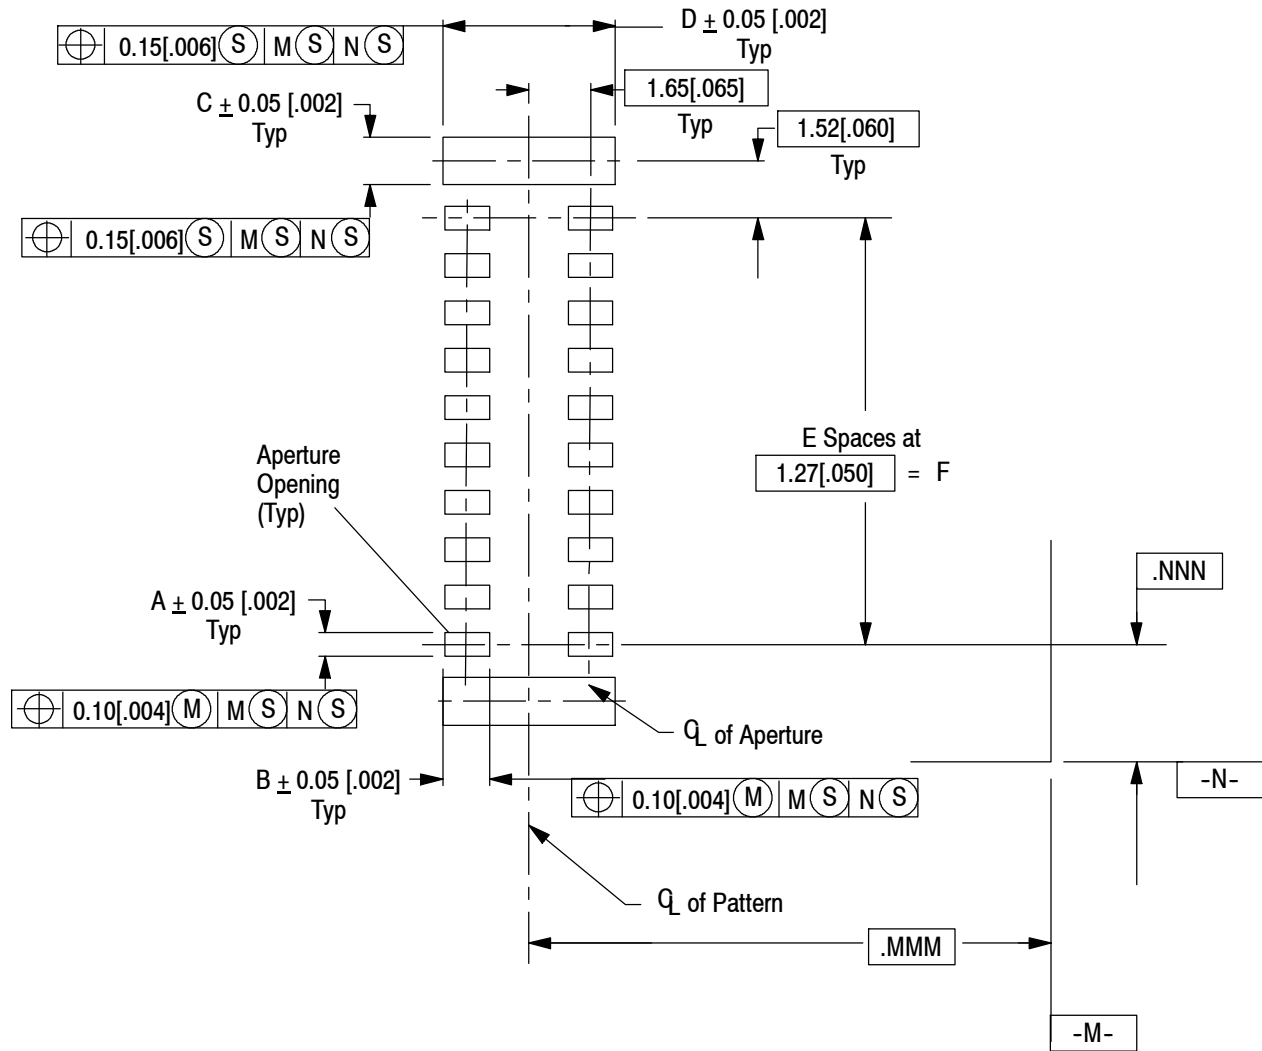 0.15[.006] S M S N S
D ± 0.05 [.002]
Typ
1.65[.065]
Typ
C ± 0.05 [.002]
Typ
1.52[.060]
Typ
0.15[.006] S M S N S
E Spaces at
1.27[.050] = F
Aperture
Opening
(Typ)
.NNN
A ± 0.05 [.002]
Typ
0.10[.004] M M S N S
CL of Aperture
B ± 0.05 [.002]
Typ
0.10[.004] M M S N S
-N-
CL of Pattern
.MMM
-M-